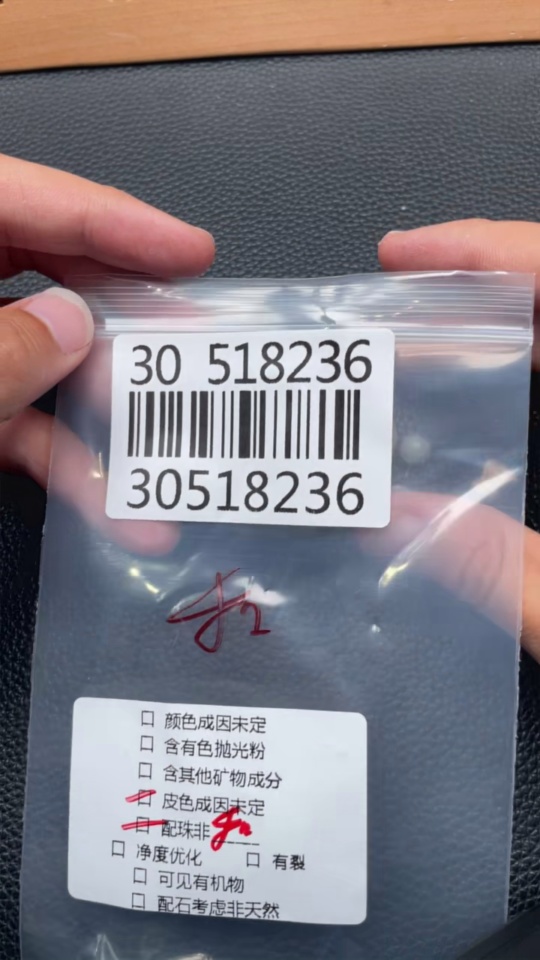 30 518236
30518236
□ 颜色成因未定
□ 含有色抛光粉
□ 含其他矿物成分
□ 皮色成因未定
□ 配珠非
□ 净度优化 □ 有裂
□ 可见有机物
□ 配石考虑非天然